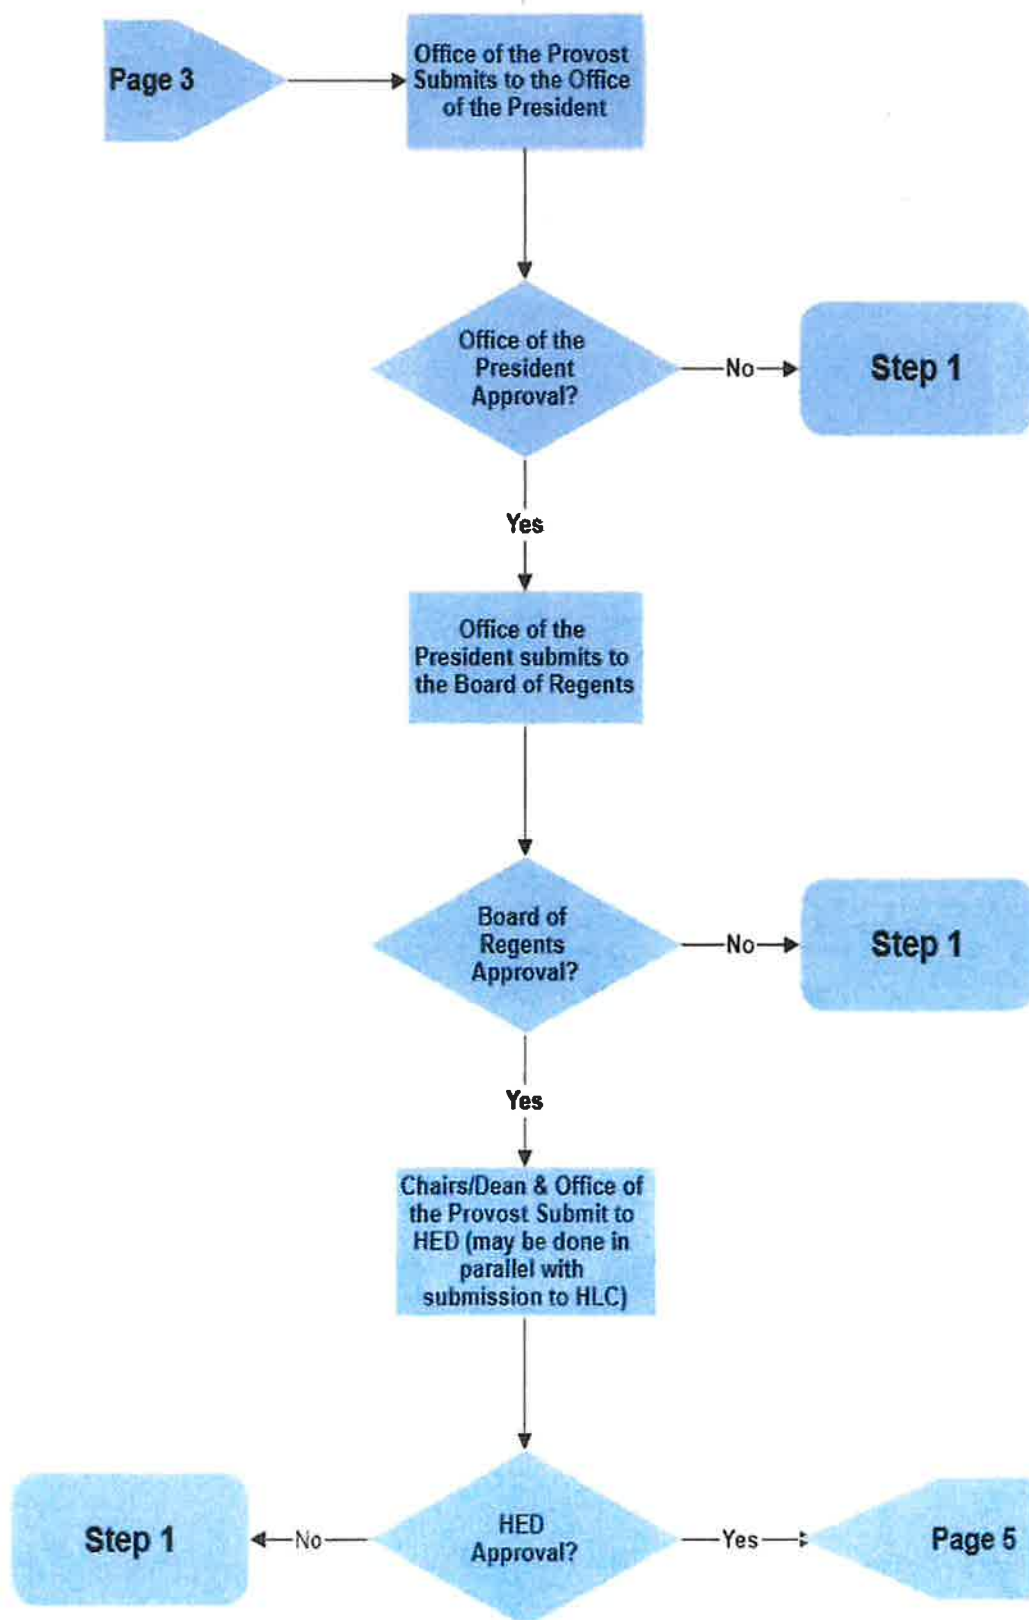 Page 3
Office of the Provost
Submits to the Office
of the President
Office of the
President
Approval?
No
Step 1
Yes
Office of the
President submits to
the Board of Regents
Board of
Regents
Approval?
No
Step 1
Yes
Chairs/Dean & Office of
the Provost Submit to
HED (may be done in
parallel with
submission to HLC)
Step 1
No
HED
Approval?
Yes
Page 5